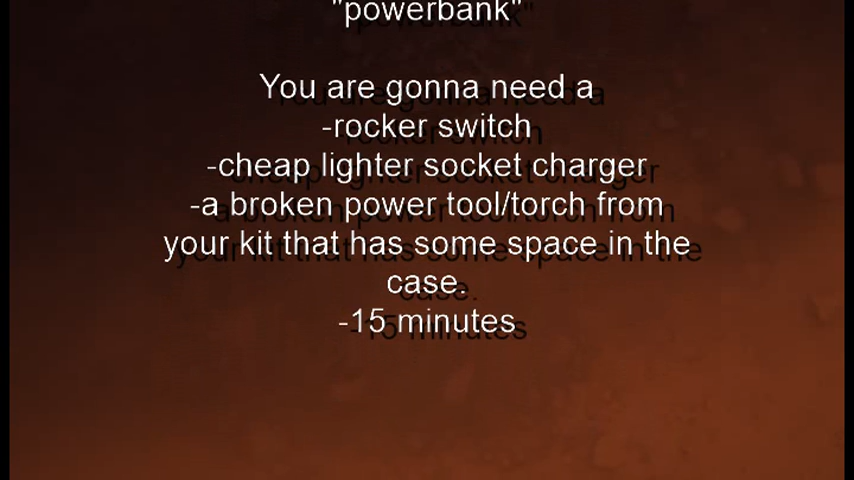 "powerbank"
You are gonna need a
-rocker switch
-cheap lighter socket charger
-a broken power tool/torch from
your kit that has some space in the
case.
-15 minutes